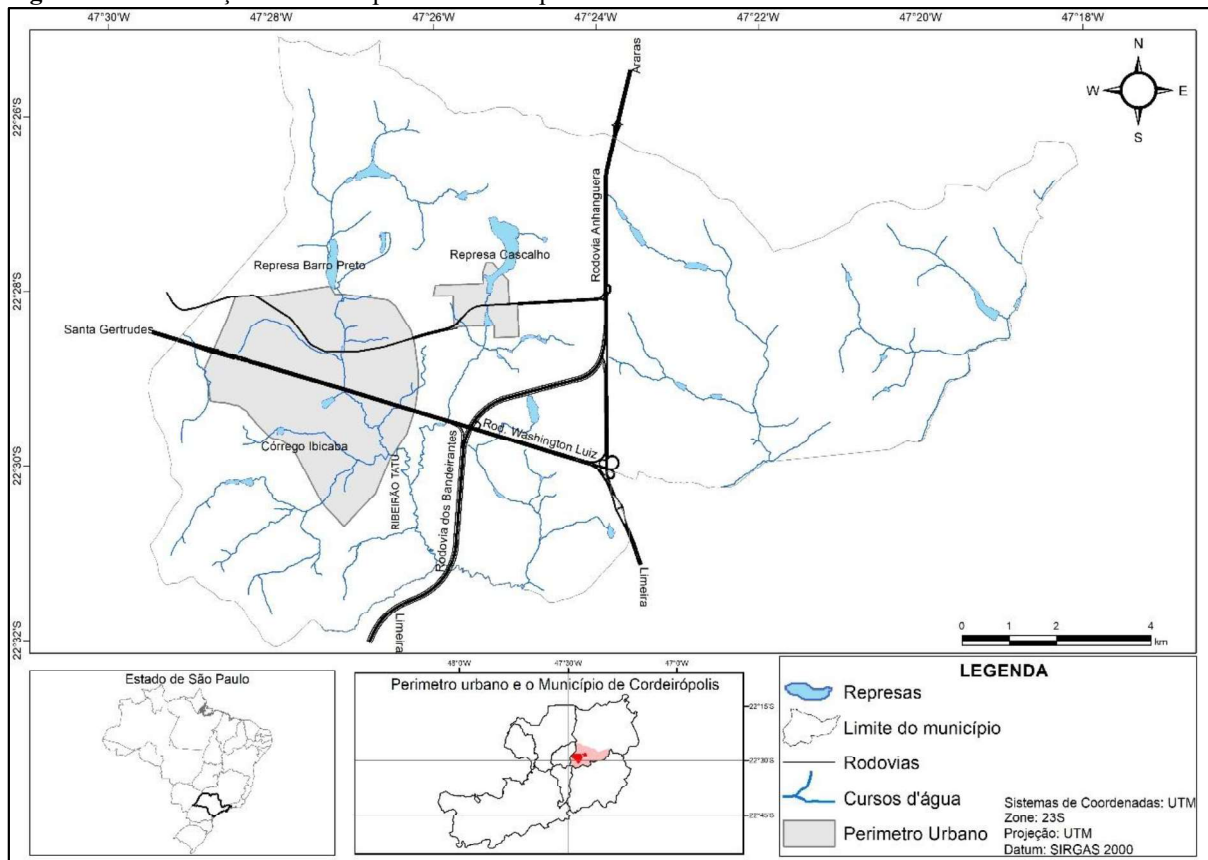 47°30'W 47°28'W 47°26'W 47°24'W 47°22'W 47°20'W 47°18'W
22°26'S
22°28'S
22°30'S
22°32'S
N
W E
S
Araras
Rodovia Anhanguera
Represa Cascalho
Represa Barro Preto
Santa Gertrudes
Rod. Washington Luiz
Córrego Ibicaba
RIBEIRÃO TATU
Rodovia dos Bandeirantes
Limeira
Limeira
0 1 2 4
km
Estado de São Paulo
48°0'W 47°30'W 47°0'W
Perimetro urbano e o Município de Cordeirópolis
22°15'S
22°30'S
22°45'S
LEGENDA
Represas
Limite do município
Rodovias
Cursos d'água
Perimetro Urbano
Sistemas de Coordenadas: UTM
Zone: 23S
Projeção: UTM
Datum: SIRGAS 2000